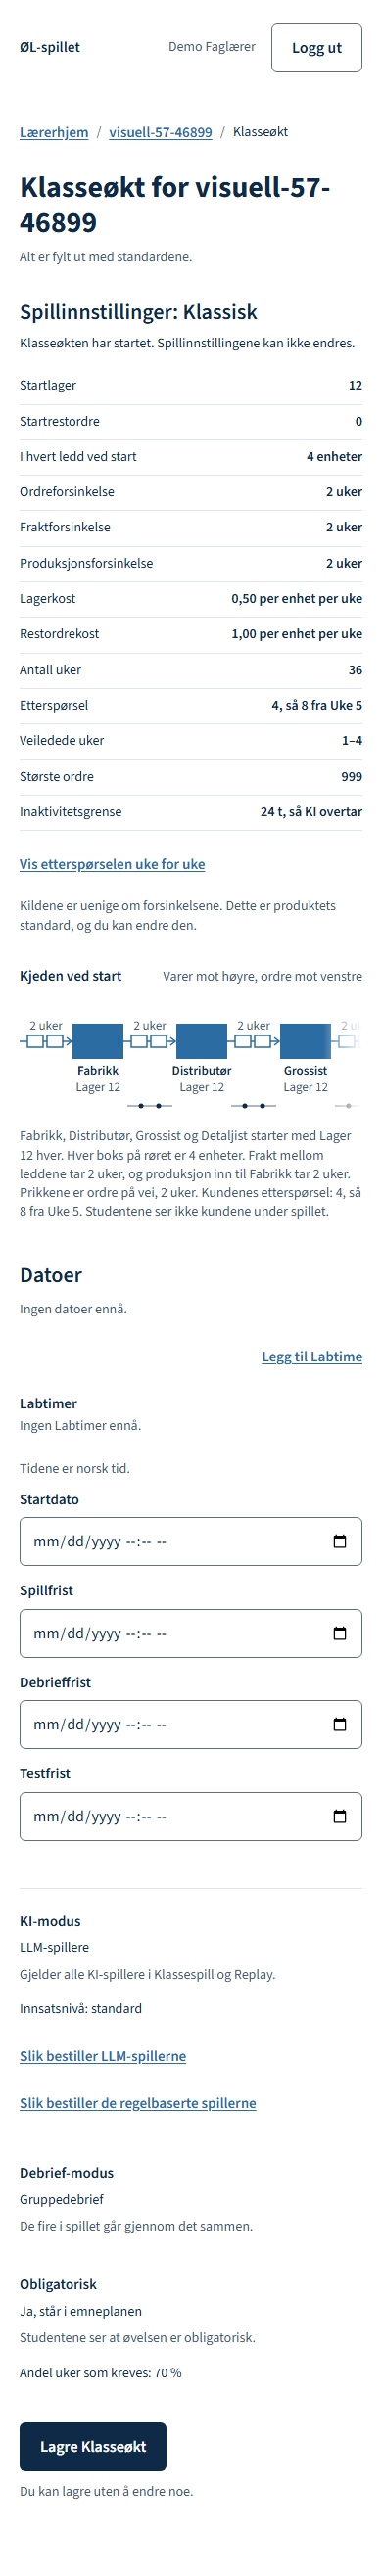 ØL-spillet
Demo Faglærer
Logg ut
Lærerhjem / visuell-57-46899 / Klasseøkt
Klasseøkt for visuell-57-
46899
Alt er fylt ut med standardene.
Spillinnstillinger: Klassisk
Klasseøkten har startet. Spillinnstillingene kan ikke endres.
Startlager 12
Startrestordre 0
I hvert ledd ved start 4 enheter
Ordreforsinkelse 2 uker
Fraktforsinkelse 2 uker
Produksjonsforsinkelse 2 uker
Lagerkost 0,50 per enhet per uke
Restordrekost 1,00 per enhet per uke
Antall uker 36
Etterspørsel 4, så 8 fra Uke 5
Veiledede uker 1–4
Største ordre 999
Inaktivitetsgrense 24 t, så KI overtar
Vis etterspørselen uke for uke
Kildene er uenige om forsinkelsene. Dette er produktets
standard, og du kan endre den.
Kjeden ved start Varer mot høyre, ordre mot venstre
2 uker 2 uker 2 uker 2 uk
Fabrikk Distributør Grossist
Lager 12 Lager 12 Lager 12
Fabrikk, Distributør, Grossist og Detaljist starter med Lager
12 hver. Hver boks på røret er 4 enheter. Frakt mellom
leddene tar 2 uker, og produksjon inn til Fabrikk tar 2 uker.
Prikkene er ordre på vei, 2 uker. Kundenes etterspørsel: 4, så
8 fra Uke 5. Studentene ser ikke kundene under spillet.
Datoer
Ingen datoer ennå.
Legg til Labtime
Labtimer
Ingen Labtimer ennå.
Tidene er norsk tid.
Startdato
mm/dd/yyyy --:-- --
Spillfrist
mm/dd/yyyy --:-- --
Debrieffrist
mm/dd/yyyy --:-- --
Testfrist
mm/dd/yyyy --:-- --
KI-modus
LLM-spillere
Gjelder alle KI-spillere i Klassespill og Replay.
Innsatsnivå: standard
Slik bestiller LLM-spillerne
Slik bestiller de regelbaserte spillerne
Debrief-modus
Gruppedebrief
De fire i spillet går gjennom det sammen.
Obligatorisk
Ja, står i emneplanen
Studentene ser at øvelsen er obligatorisk.
Andel uker som kreves: 70 %
Lagre Klasseøkt
Du kan lagre uten å endre noe.